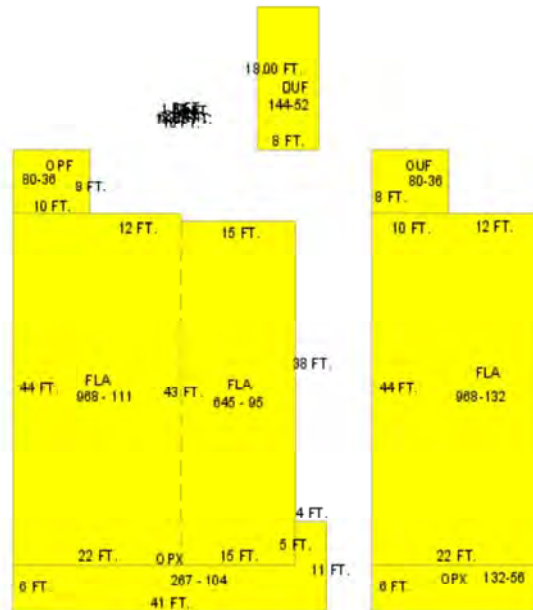 18.00 FT.
DUF
144-52
8 FT.
OPF
80-36
8 FT.
10 FT.
OUF
80-36
8 FT.
12 FT.
15 FT.
10 FT.
12 FT.
44 FT.
FLA
968 - 111
43 FT.
FLA
645 - 95
38 FT.
44 FT.
FLA
968-132
4 FT.
22 FT.
OPX
15 FT.
5 FT.
11 FT.
22 FT.
6 FT.
267 - 104
41 FT.
6 FT.
OPX
132-56